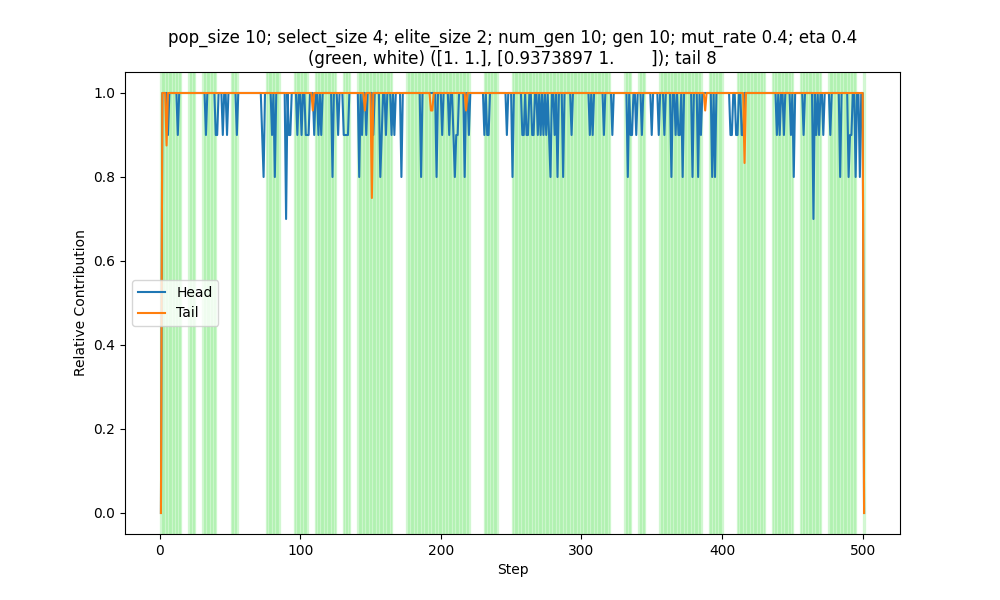 pop_size 10; select_size 4; elite_size 2; num_gen 10; gen 10; mut_rate 0.4; eta 0.4
(green, white) ([1. 1.], [0.9373897 1.        ]); tail 8
1.0
0.8
0.6
0.4
0.2
0.0
Relative Contribution
Head
Tail
0
100
200
300
400
500
Step